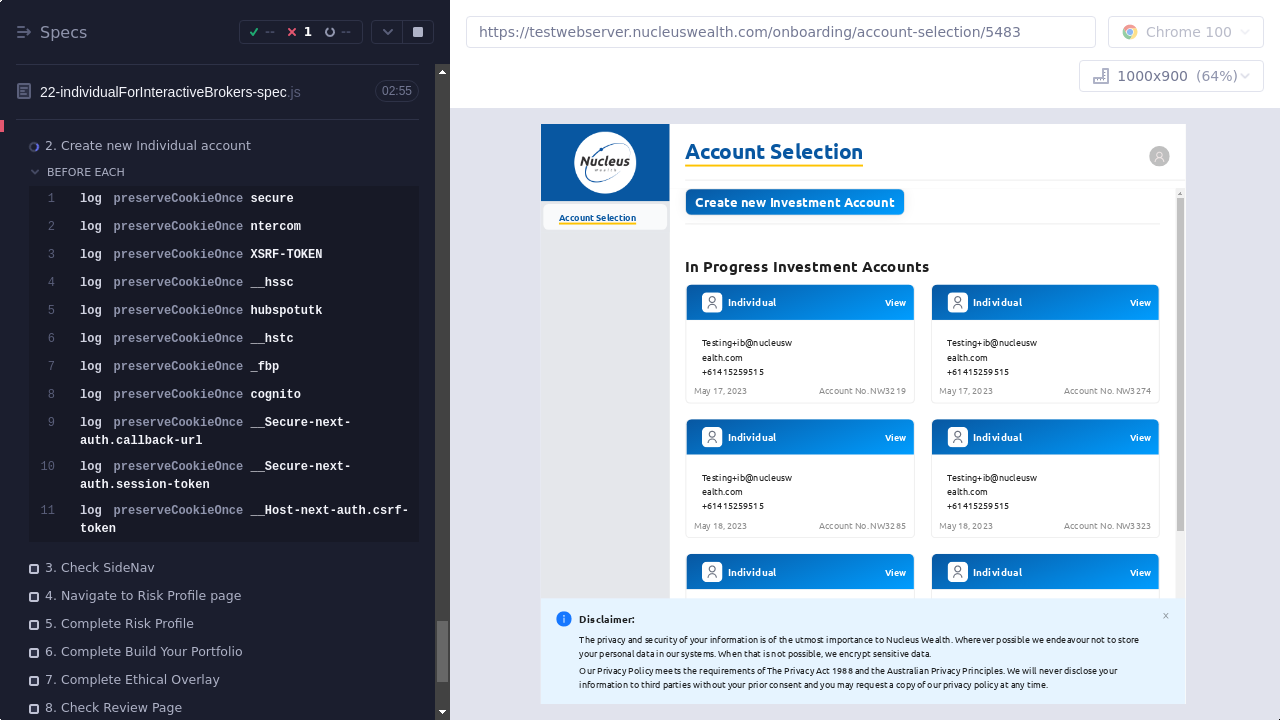 Specs
--
1
--
22-individualForInteractiveBrokers-spec.js
02:55
2. Create new Individual account
BEFORE EACH
1 log preserveCookieOnce secure
2 log preserveCookieOnce ntercom
3 log preserveCookieOnce XSRF-TOKEN
4 log preserveCookieOnce __hssc
5 log preserveCookieOnce hubspotutk
6 log preserveCookieOnce __hstc
7 log preserveCookieOnce _fbp
8 log preserveCookieOnce cognito
9 log preserveCookieOnce __Secure-next-
auth.callback-url
10 log preserveCookieOnce __Secure-next-
auth.session-token
11 log preserveCookieOnce __Host-next-auth.csrf-
token
3. Check SideNav
4. Navigate to Risk Profile page
5. Complete Risk Profile
6. Complete Build Your Portfolio
7. Complete Ethical Overlay
8. Check Review Page
https://testwebserver.nucleuswealth.com/onboarding/account-selection/5483
Chrome 100
1000x900 (64%)
Nucleus
Wealth
Account Selection
Account Selection
Create new Investment Account
In Progress Investment Accounts
Individual View
Testing+ib@nucleusw
ealth.com
+61415259515
May 17, 2023 Account No. NW3219
Individual View
Testing+ib@nucleusw
ealth.com
+61415259515
May 17, 2023 Account No. NW3274
Individual View
Testing+ib@nucleusw
ealth.com
+61415259515
May 18, 2023 Account No. NW3285
Individual View
Testing+ib@nucleusw
ealth.com
+61415259515
May 18, 2023 Account No. NW3323
Individual View
Individual View
Disclaimer:
The privacy and security of your information is of the utmost importance to Nucleus Wealth. Wherever possible we endeavour not to store
your personal data in our systems. When that is not possible, we encrypt sensitive data.
Our Privacy Policy meets the requirements of The Privacy Act 1988 and the Australian Privacy Principles. We will never disclose your
information to third parties without your prior consent and you may request a copy of our privacy policy at any time.